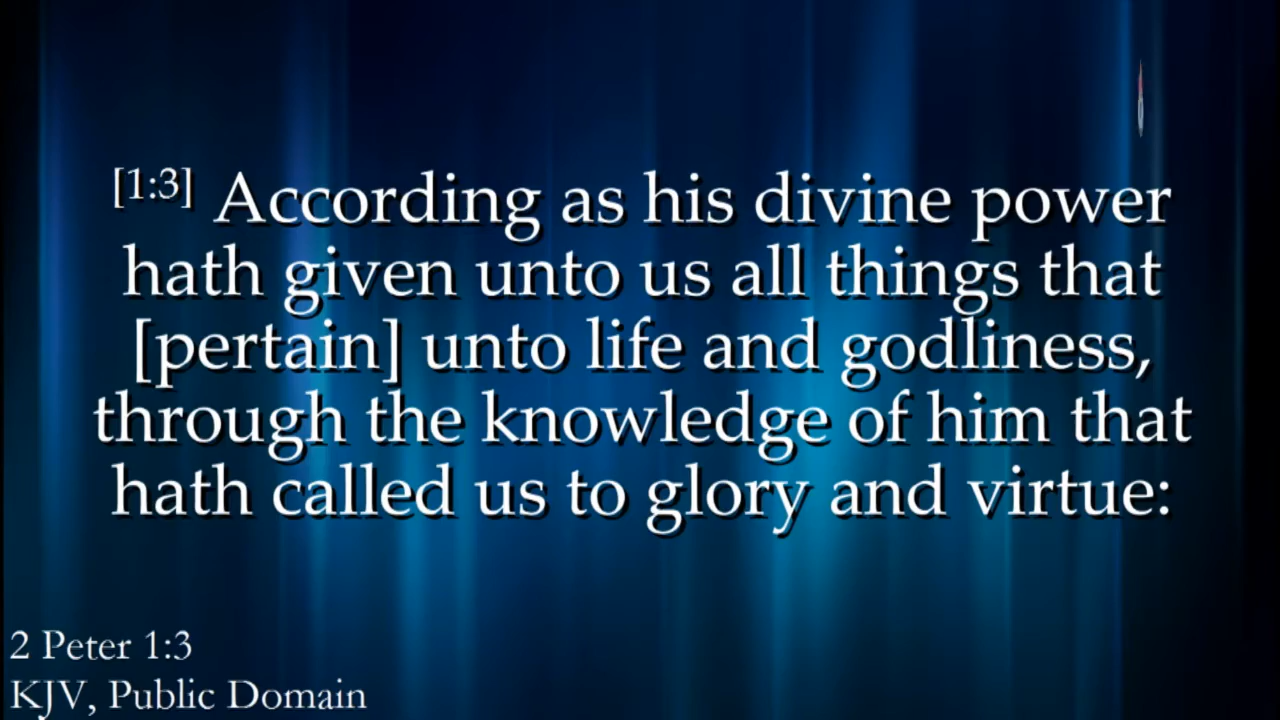 [1:3] According as his divine power
hath given unto us all things that
[pertain] unto life and godliness,
through the knowledge of him that
hath called us to glory and virtue:
2 Peter 1:3
KJV, Public Domain